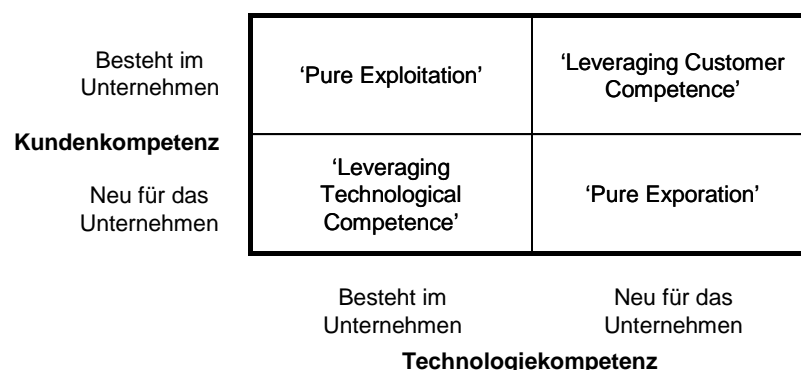 Besteht im
Unternehmen
'Pure Exploitation'
‘Leveraging Customer
Competence’
Kundenkompetenz
Neu für das
Unternehmen
‘Leveraging
Technological
Competence’
‘Pure Exporation’
Besteht im
Unternehmen
Neu für das
Unternehmen
Technologiekompetenz